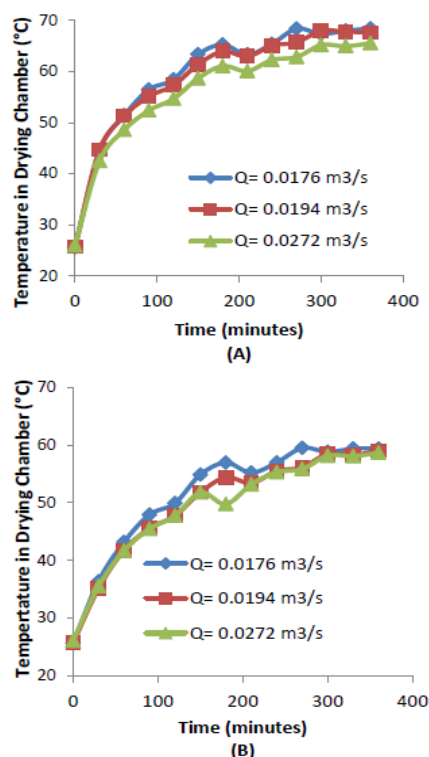 Temperature in Drying Chamber (°C)
70
60
50
40
30
20
Q= 0.0176 m3/s
Q= 0.0194 m3/s
Q= 0.0272 m3/s
0
100
200
300
400
Time (minutes)
(A)
Tempertature in Drying Chamber (°C)
70
60
50
40
30
20
Q= 0.0176 m3/s
Q= 0.0194 m3/s
Q= 0.0272 m3/s
0
100
200
300
400
Time (minutes)
(B)